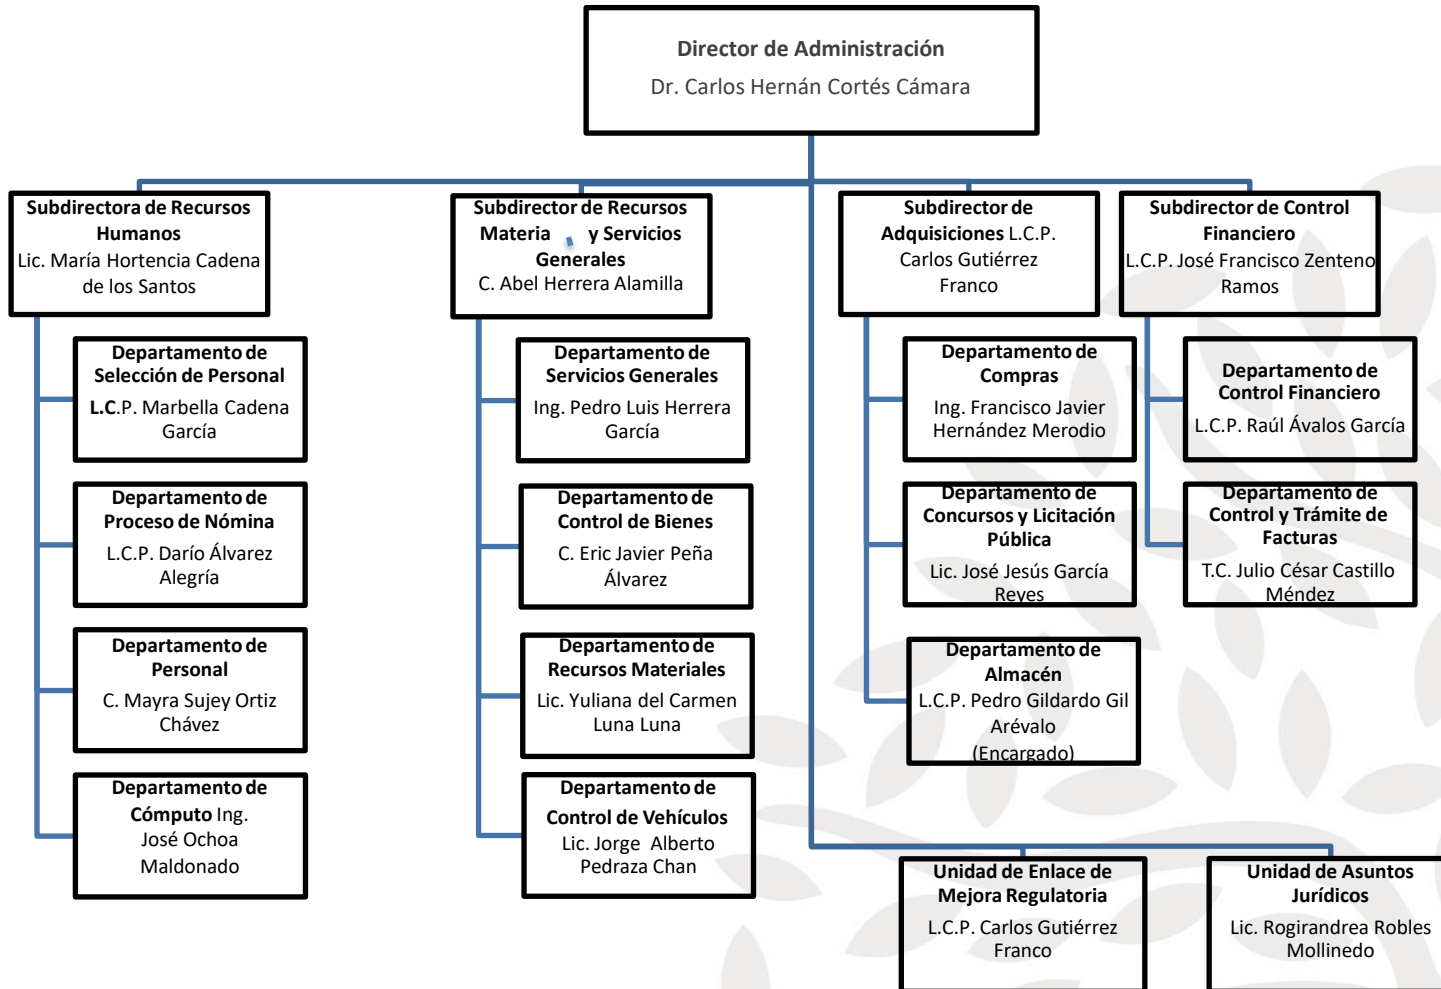 Director de Administración
Dr. Carlos Hernán Cortés Cámara
Subdirectora de Recursos
Humanos
Lic. María Hortencia Cadena
de los Santos
Subdirector de Recursos
Materia y Servicios
Generales
C. Abel Herrera Alamilla
Subdirector de
Adquisiciones L.C.P.
Carlos Gutiérrez
Franco
Subdirector de Control
Financiero
L.C.P. José Francisco Zenteno
Ramos
Departamento de
Selección de Personal
L.C.P. Marbella Cadena
García
Departamento de
Servicios Generales
Ing. Pedro Luis Herrera
García
Departamento de
Compras
Ing. Francisco Javier
Hernández Merodio
Departamento de
Control Financiero
L.C.P. Raúl Ávalos García
Departamento de
Proceso de Nómina
L.C.P. Darío Álvarez
Alegría
Departamento de
Control de Bienes
C. Eric Javier Peña
Álvarez
Departamento de
Concursos y Licitación
Pública
Lic. José Jesús García
Reyes
Departamento de
Control y Trámite de
Facturas
T.C. Julio César Castillo
Méndez
Departamento de
Personal
C. Mayra Sujey Ortiz
Chávez
Departamento de
Recursos Materiales
Lic. Yuliana del Carmen
Luna Luna
Departamento de
Almacén
L.C.P. Pedro Gildardo Gil
Arévalo
(Encargado)
Departamento de
Cómputo Ing.
José Ochoa
Maldonado
Departamento de
Control de Vehículos
Lic. Jorge Alberto
Pedraza Chan
Unidad de Enlace de
Mejora Regulatoria
L.C.P. Carlos Gutiérrez
Franco
Unidad de Asuntos
Jurídicos
Lic. Rogirandrea Robles
Mollinedo